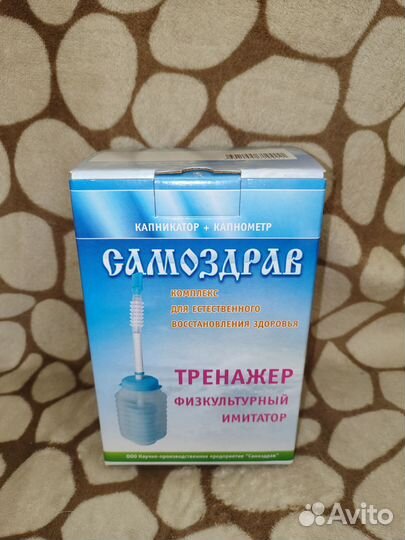 КАПНИКАТОР + КАПНОМЕТР
САМОЗДРАВ
КОМПЛЕКС
ДЛЯ ЕСТЕСТВЕННОГО
ВОССТАНОВЛЕНИЯ ЗДОРОВЬЯ
ТРЕНАЖЕР
ФИЗКУЛЬТУРНЫЙ
ИМИТАТОР
ООО Научно-производственное предприятие "Самоздрав"
Avito